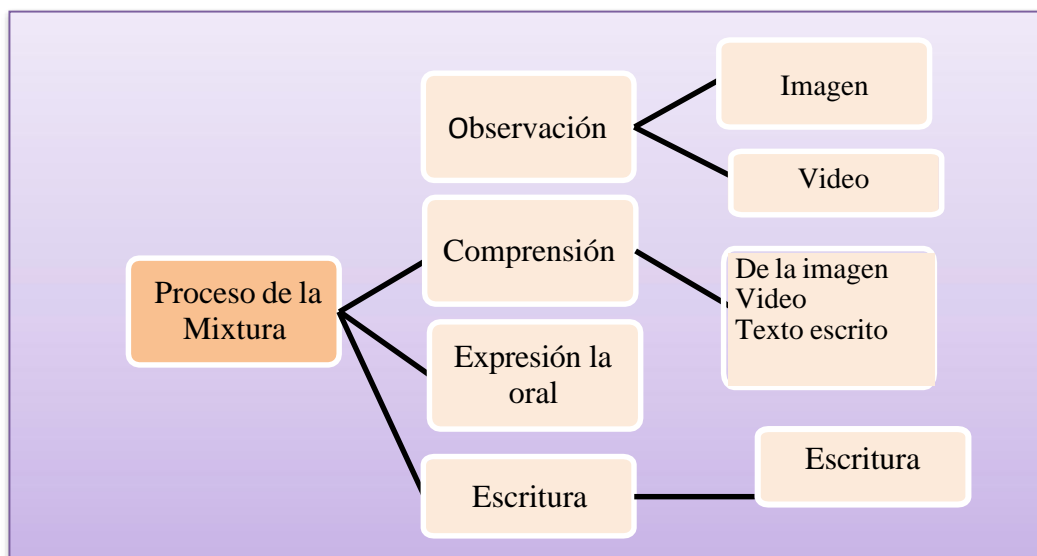 Proceso de la
Mixtura
Observación
Imagen
Video
Comprensión
De la imagen
Video
Texto escrito
Expresión la
oral
Escritura
Escritura